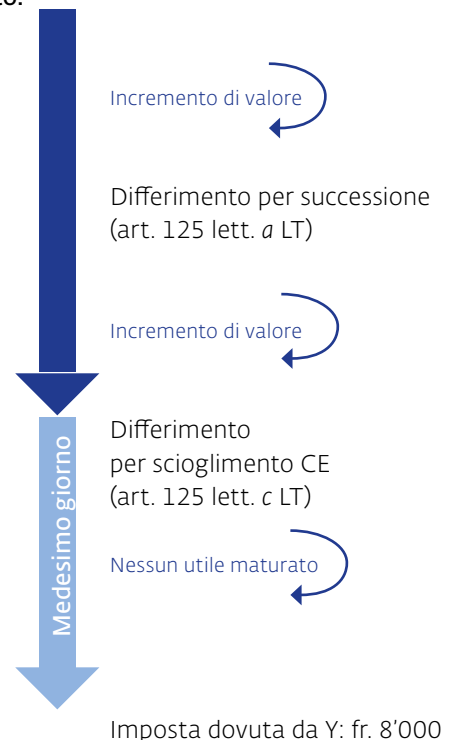 Incremento di valore
Differimento per successione
(art. 125 lett. a LT)
Incremento di valore
Differimento
per scioglimento CE
(art. 125 lett. c LT)
Medesimo giorno
Nessun utile maturato
Imposta dovuta da Y: fr. 8'000